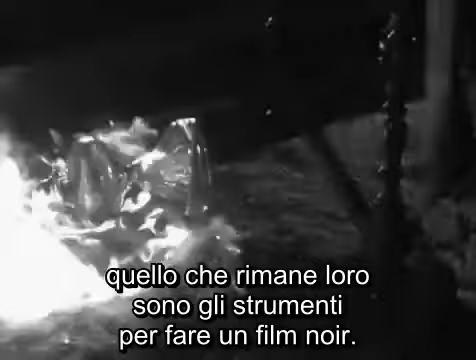 quello che rimane loro
sono gli strumenti
per fare un film noir.